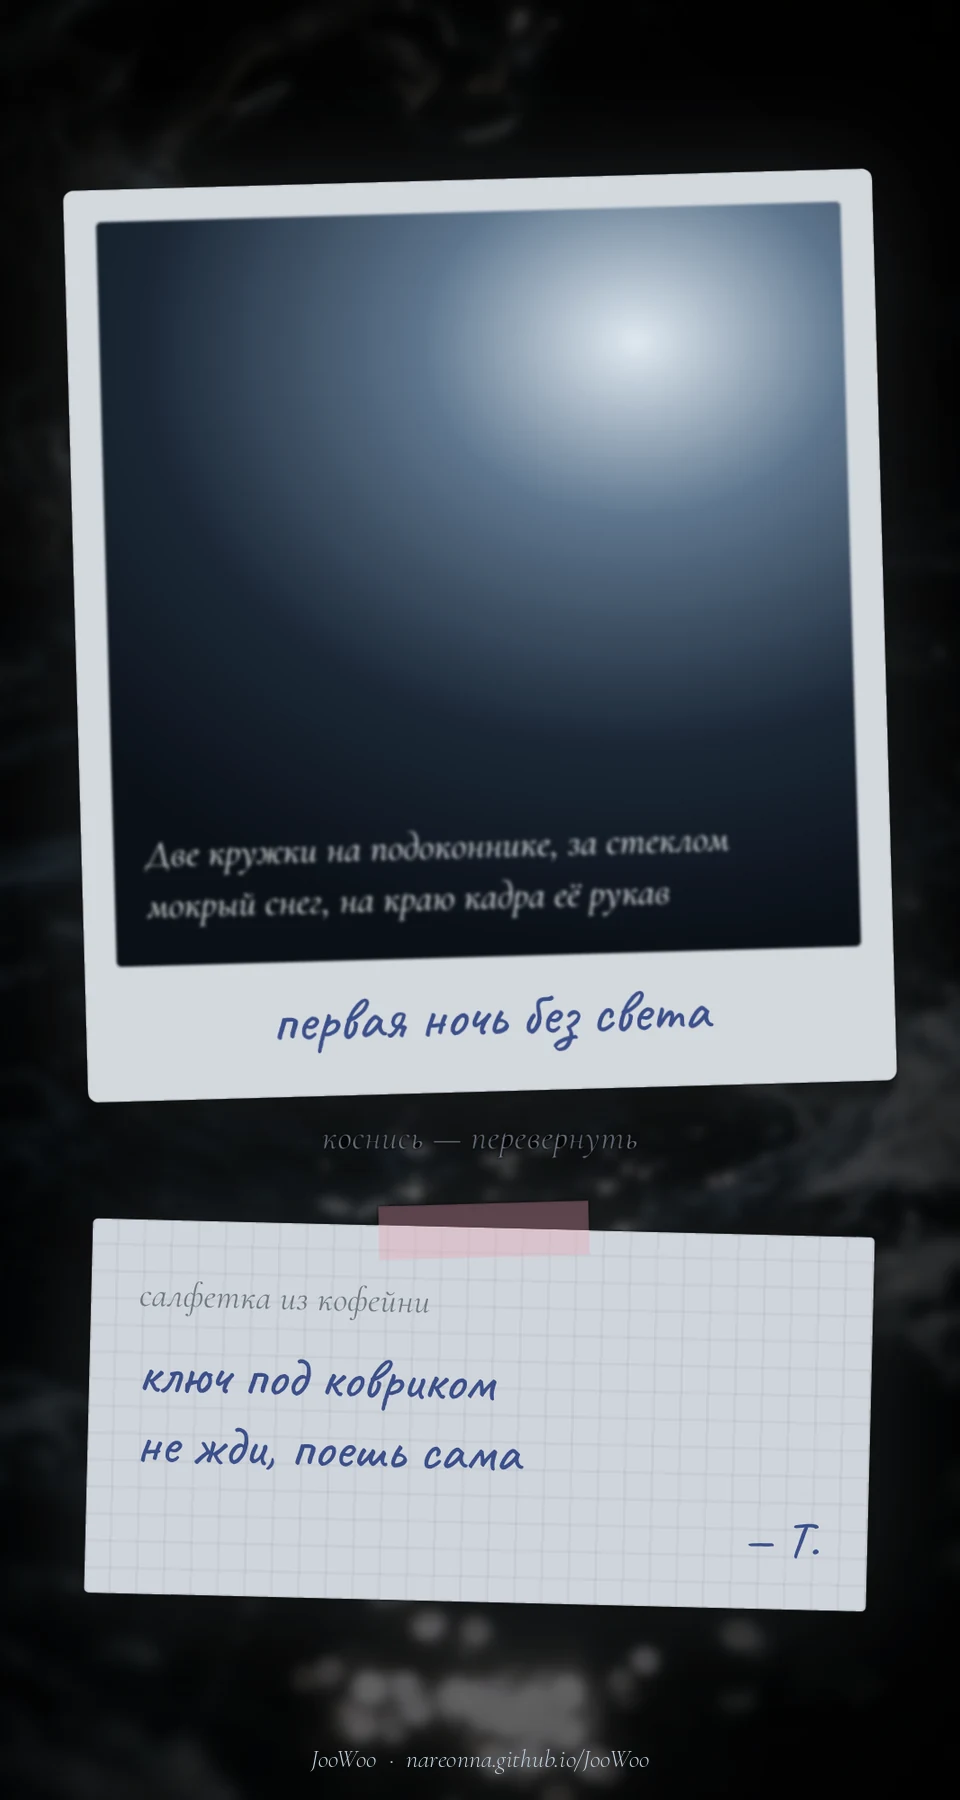 Две кружки на подоконнике, за стеклом
мокрый снег, на краю кадра её рукав
первая ночь без света
коснись — перевернуть
салфетка из кофейни
ключ под ковриком
не жди, поешь сама
— Т.
JooWoo · nareonna.github.io/JooWoo